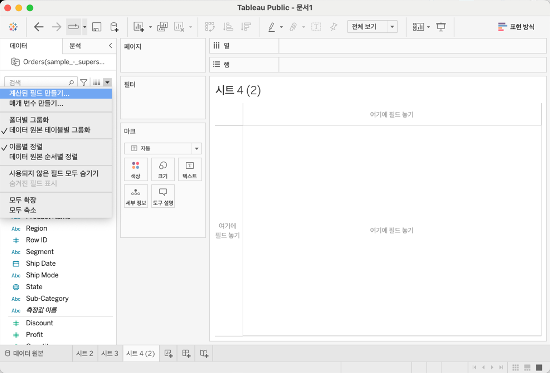 Tableau Public - 문서1
전체 보기
표현 방식
데이터
분석
Orders(sample_-_supers...
검색
계산된 필드 만들기...
매개 변수 만들기...
폴더별 그룹화
데이터 원본 테이블별 그룹화
이름별 정렬
데이터 원본 순서별 정렬
사용되지 않은 필드 모두 숨기기
숨겨진 필드 표시
모두 확장
모두 축소
Region
Row ID
Segment
Ship Date
Ship Mode
State
Sub-Category
측정값 이름
Discount
Profit
페이지
필터
마크
자동
색상
크기
텍스트
세부 정보
도구 설명
열
행
시트 4 (2)
여기에 필드 놓기
여기에
필드 놓기
여기에 필드 놓기
데이터 원본
시트 2
시트 3
시트 4 (2)